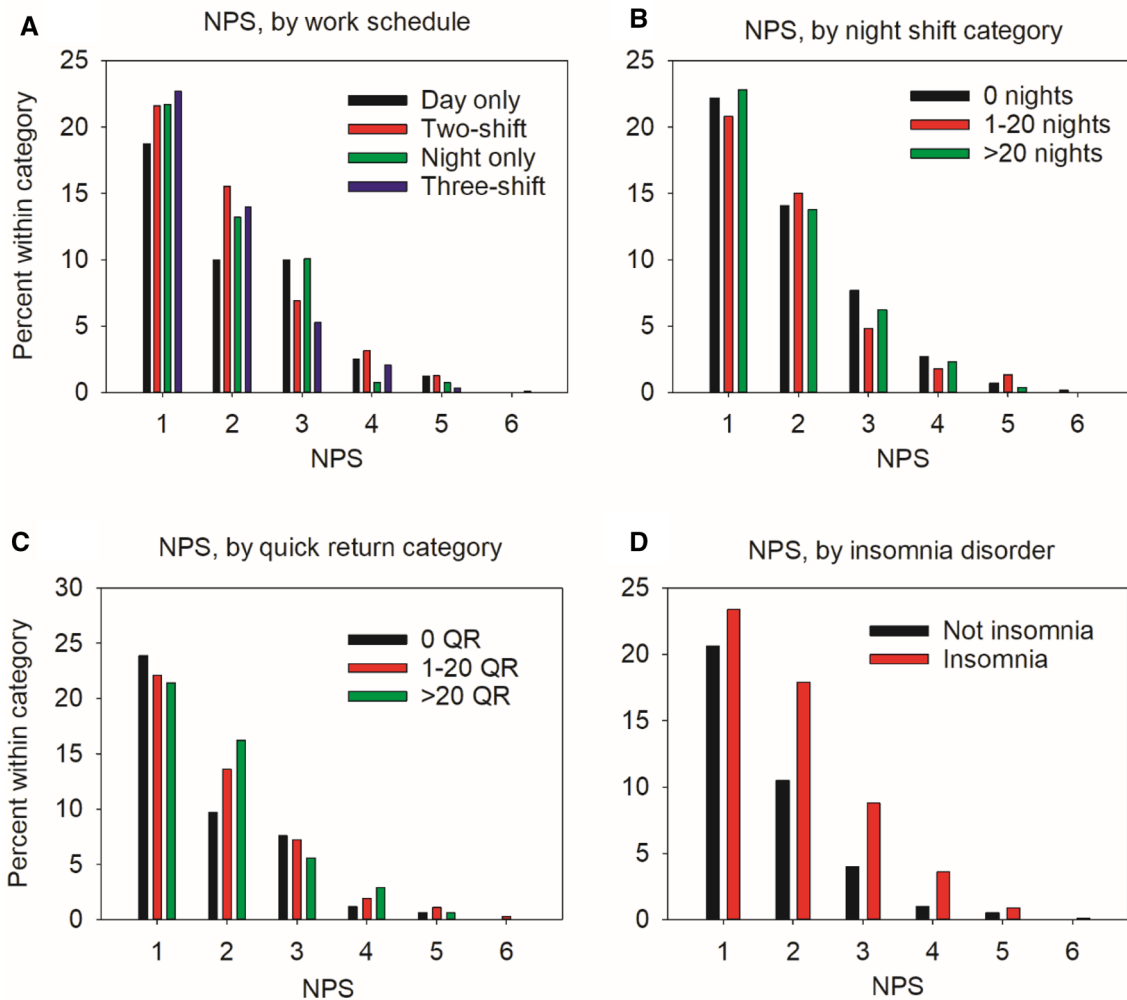 A
NPS, by work schedule
25
20
15
10
5
0
Percent within category
Day only
Two-shift
Night only
Three-shift
1 2 3 4 5 6
NPS
B
NPS, by night shift category
25
20
15
10
5
0
0 nights
1-20 nights
>20 nights
1 2 3 4 5 6
NPS
C
NPS, by quick return category
30
25
20
15
10
5
0
Percent within category
0 QR
1-20 QR
>20 QR
1 2 3 4 5 6
NPS
D
NPS, by insomnia disorder
25
20
15
10
5
0
Not insomnia
Insomnia
1 2 3 4 5 6
NPS